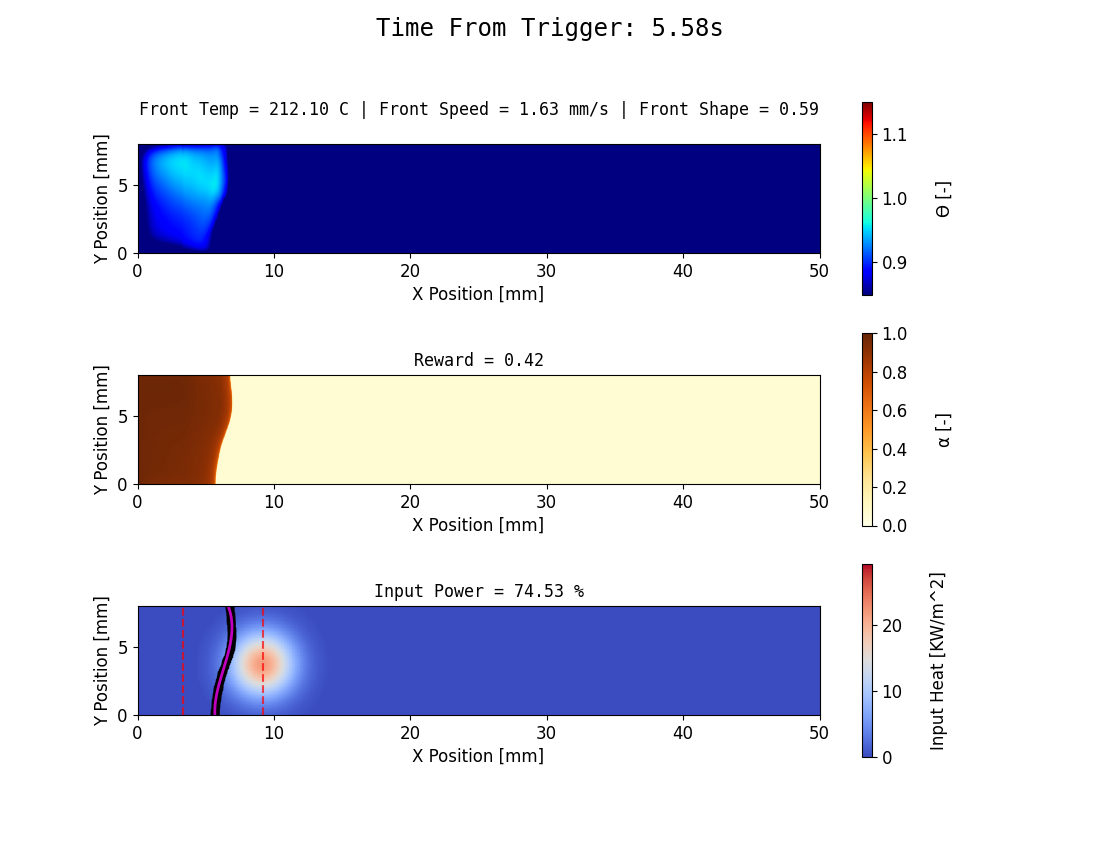 Time From Trigger: 5.58s
Front Temp = 212.10 C | Front Speed = 1.63 mm/s | Front Shape = 0.59
Y Position [mm]
5
0
0 10 20 30 40 50
X Position [mm]
1.1
1.0
0.9
Θ [-]
Reward = 0.42
Y Position [mm]
5
0
0 10 20 30 40 50
X Position [mm]
1.0
0.8
0.6
0.4
0.2
0.0
α [-]
Input Power = 74.53 %
Y Position [mm]
5
0
0 10 20 30 40 50
X Position [mm]
20
10
0
Input Heat [KW/m^2]